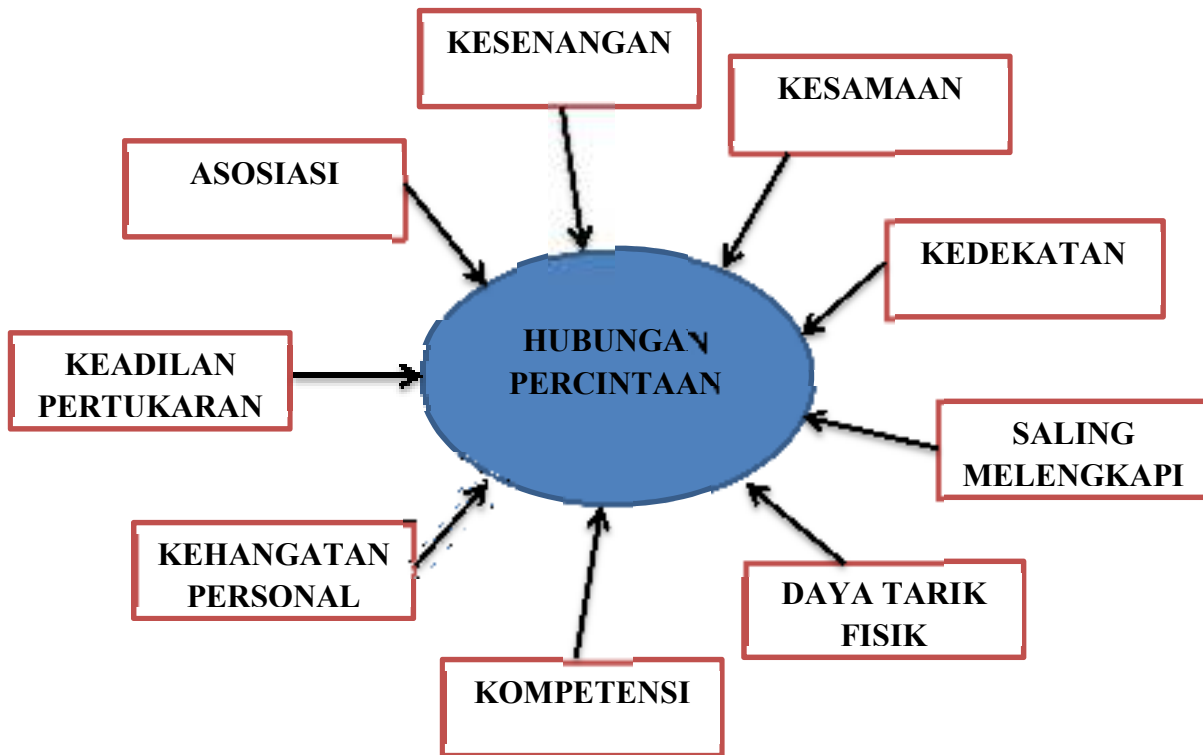 KESENANGAN
KESAMAAN
ASOSIASI
KEDEKATAN
HUBUNGAN
PERCINTAAN
KEADILAN
PERTUKARAN
SALING
MELENGKAPI
KEHANGATAN
PERSONAL
DAYA TARIK
FISIK
KOMPETENSI